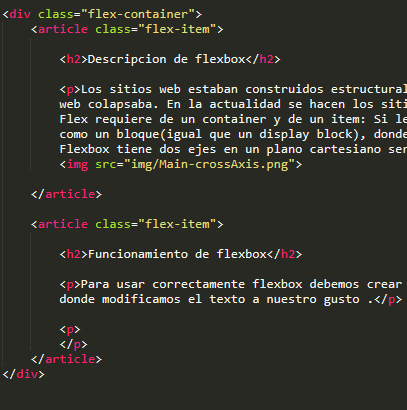 <div class="flex-container">
<article class="flex-item">
<h2>Descripcion de flexbox</h2>
<p>Los sitios web estaban construidos estructural
web colapsaba. En la actualidad se hacen los siti
Flex requiere de un container y de un item: Si le
como un bloque(igual que un display block), dond
Flexbox tiene dos ejes en un plano cartesiano ser
<img src="img/Main-crossAxis.png">
</article>
<article class="flex-item">
<h2>Funcionamiento de flexbox</h2>
<p>Para usar correctamente flexbox debemos crear
donde modificamos el texto a nuestro gusto .</p>
<p>
</p>
</article>
</div>